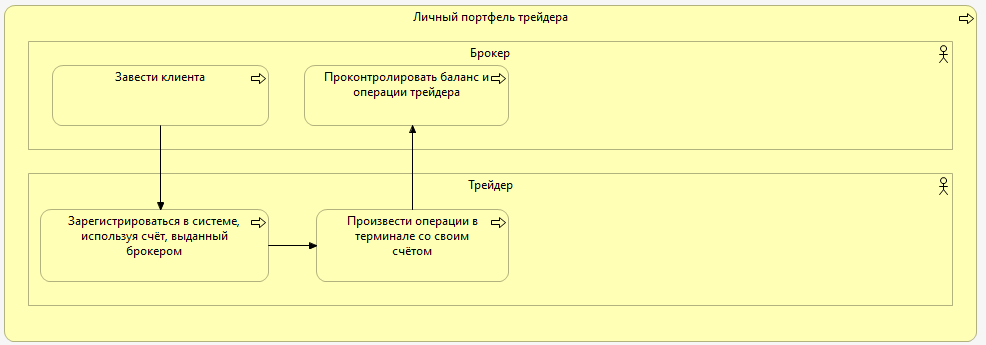 Личный портфель трейдера
Брокер
Завести клиента
Проконтролировать баланс и
операции трейдера
Трейдер
Зарегистрироваться в системе,
используя счёт, выданный
брокером
Произвести операции в
терминале со своим
счётом